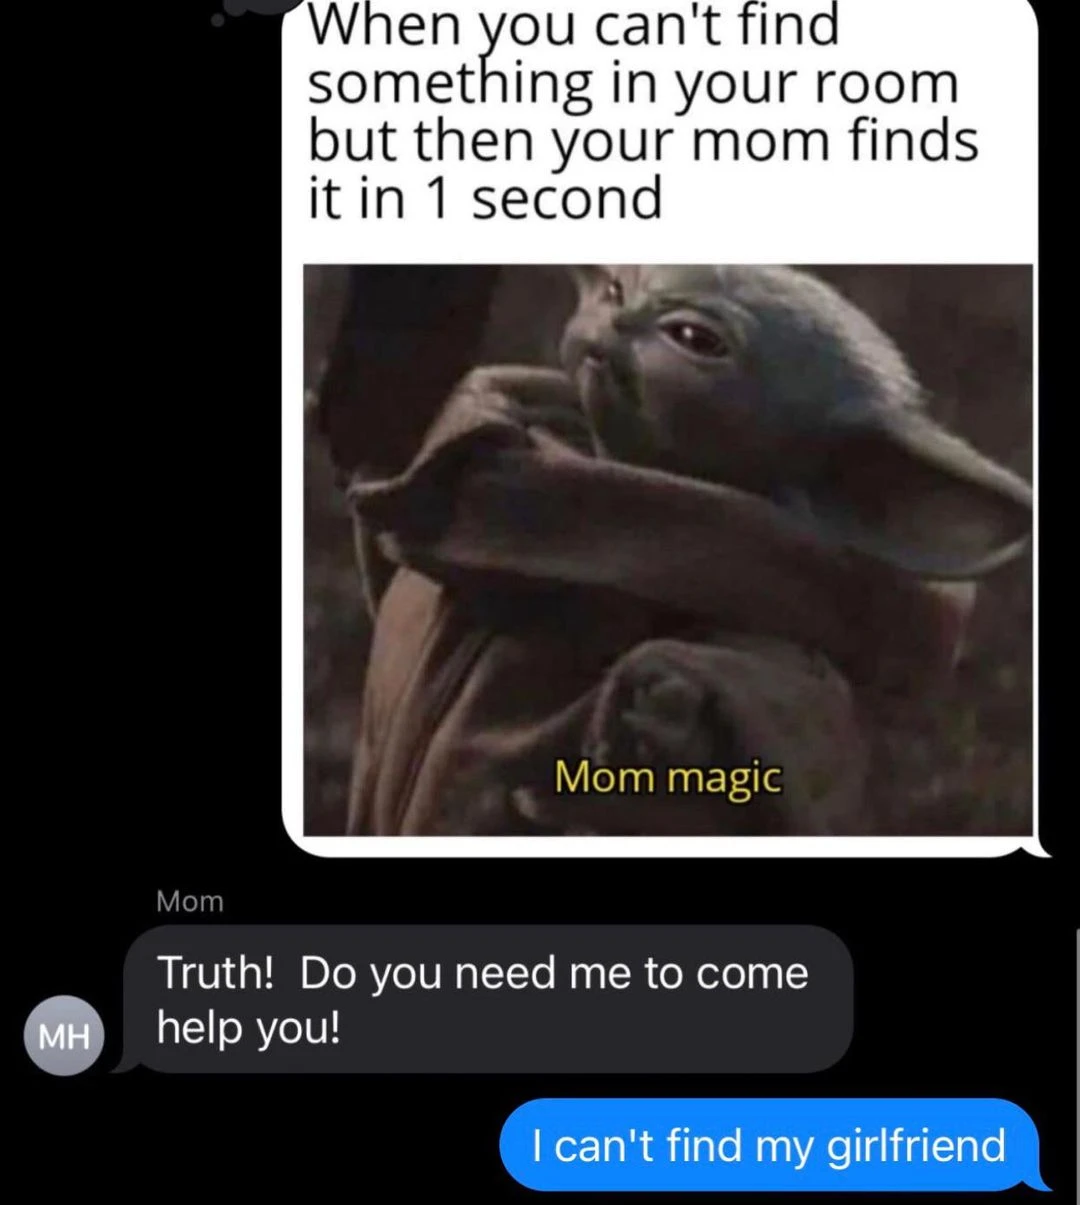 When you can't find
something in your room
but then your mom finds
it in 1 second
Mom magic
Mom
Truth!  Do you need me to come
help you!
MH
I can't find my girlfriend